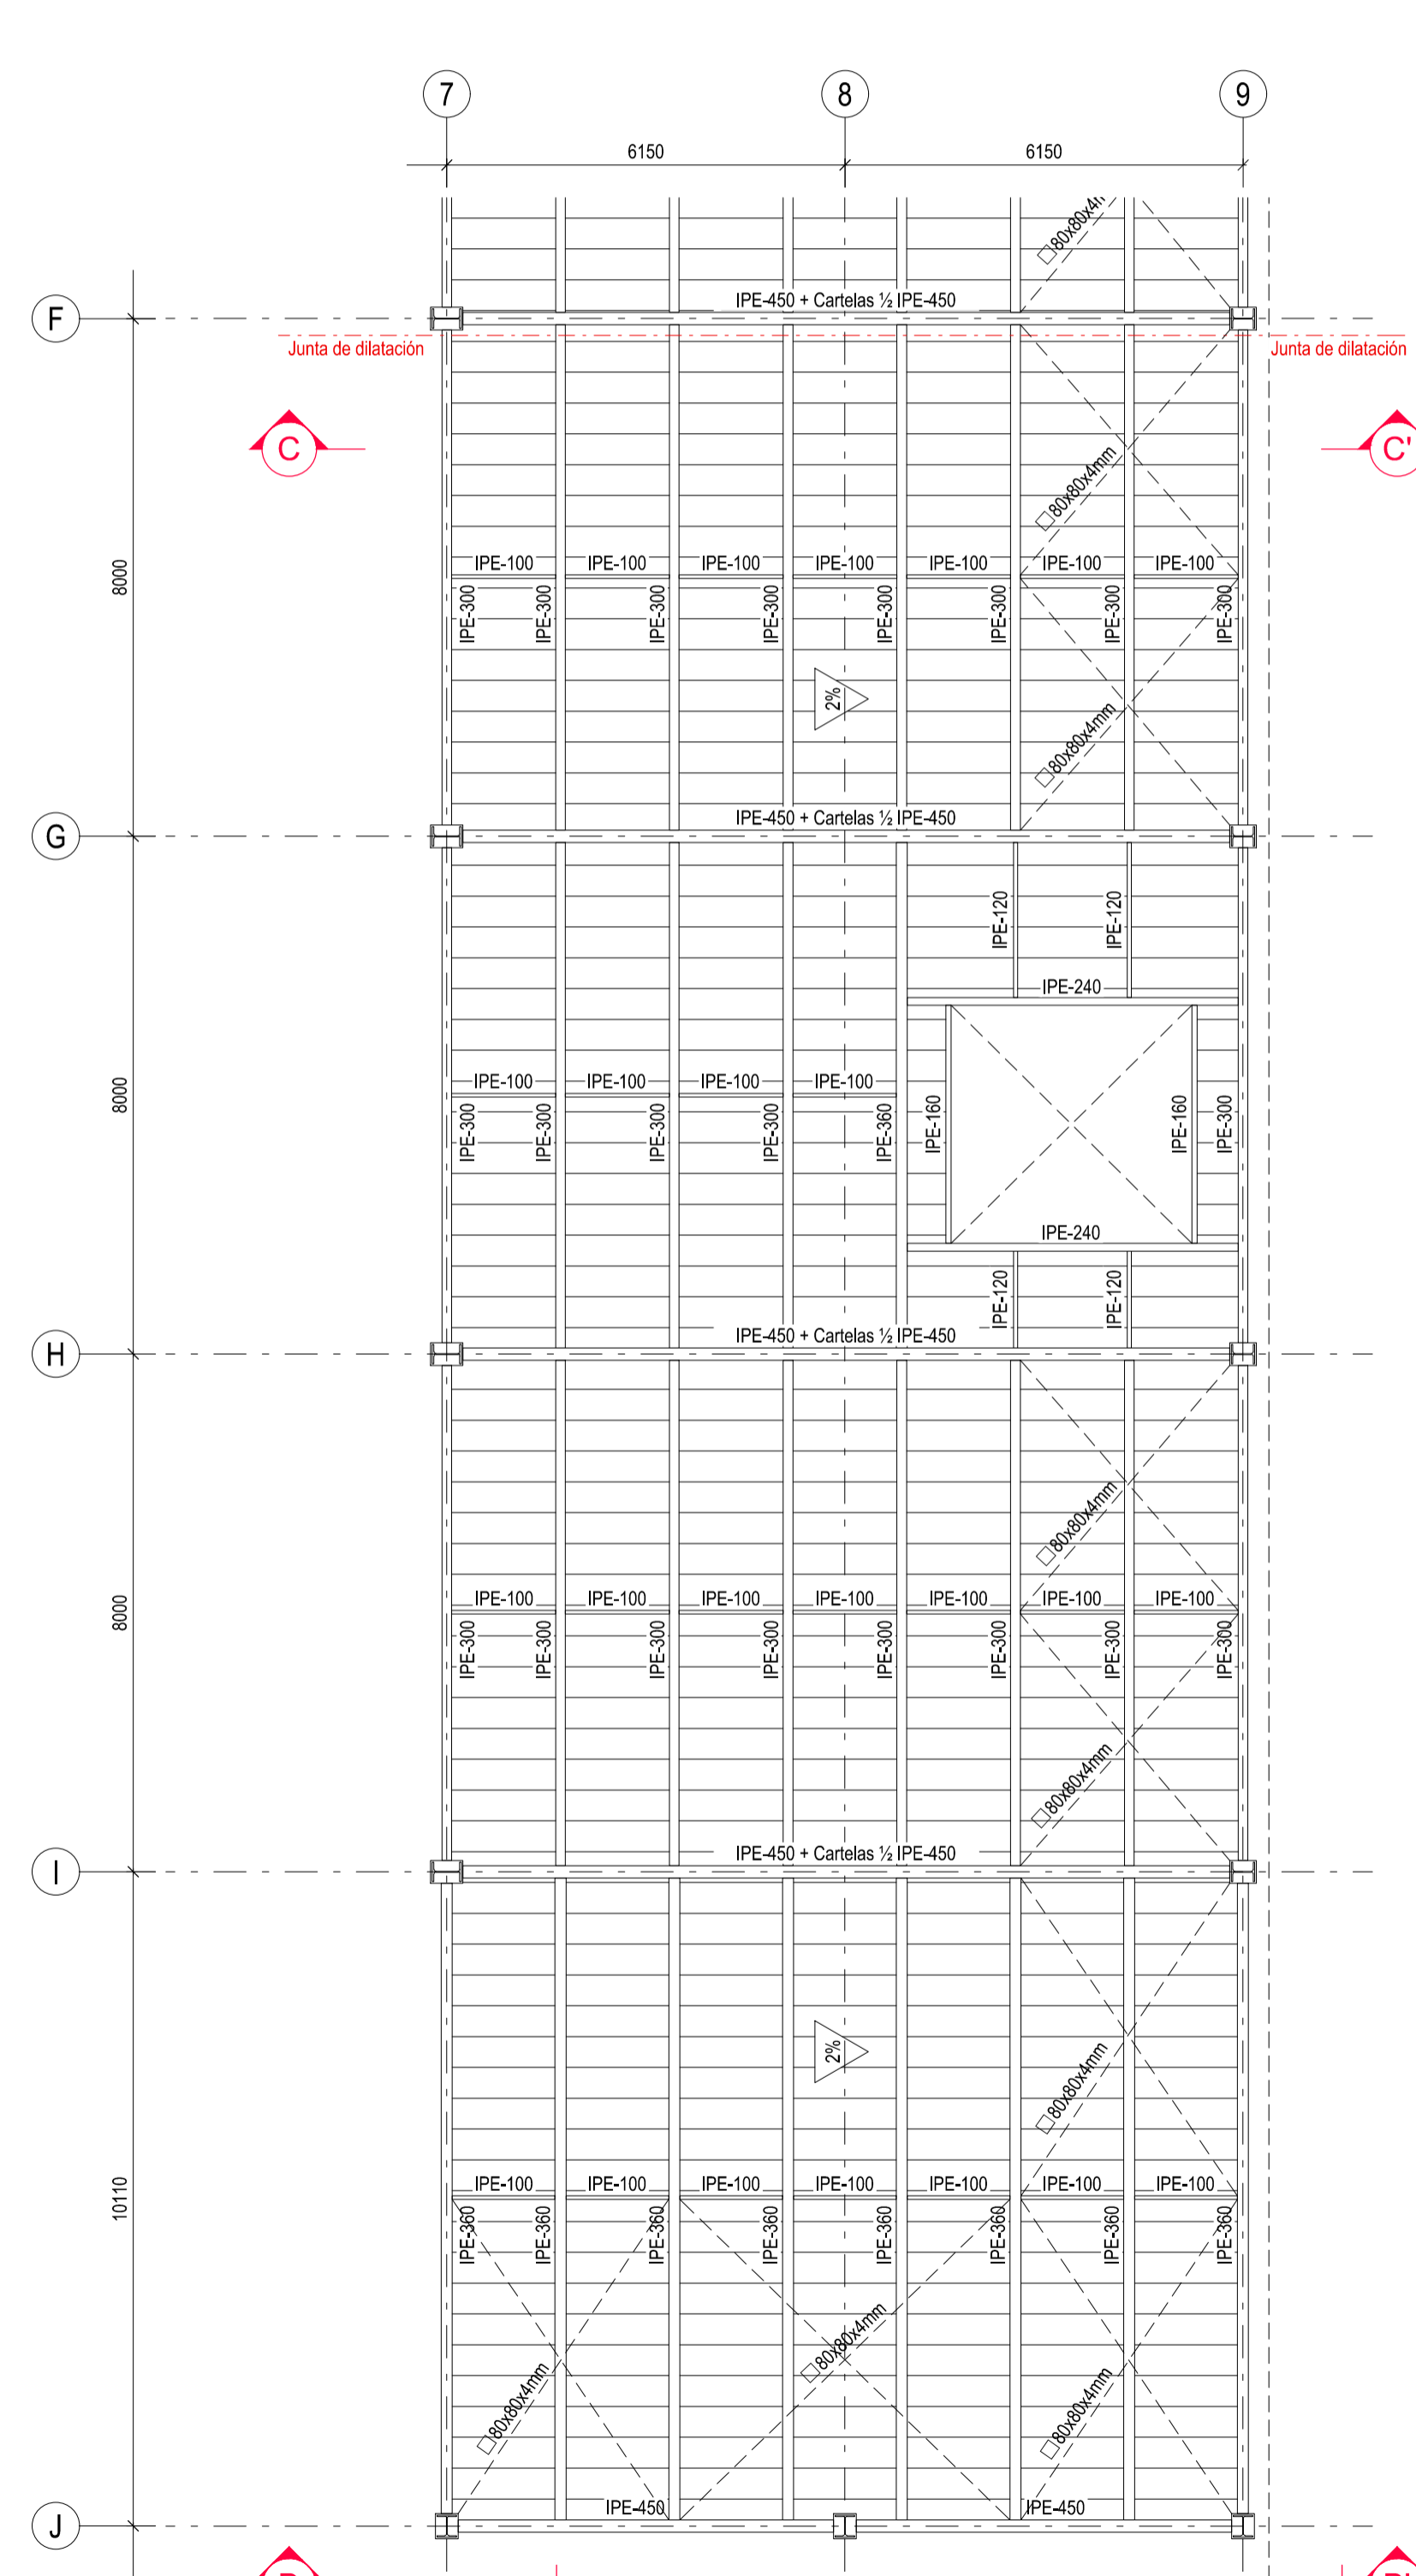 7 8 9
6150 6150
□80x80x4m
IPE-450 + Cartelas ½ IPE-450
F
Junta de dilatación Junta de dilatación
C C'
□80x80x4mm
8000
IPE-100 IPE-100 IPE-100 IPE-100 IPE-100 IPE-100 IPE-100
IPE-300 IPE-300 IPE-300 IPE-300 IPE-300 IPE-300 IPE-300 IPE-300
2%
□80x80x4mm
IPE-450 + Cartelas ½ IPE-450
G
IPE-120 IPE-120
IPE-240
8000
IPE-100 IPE-100 IPE-100 IPE-100
IPE-300 IPE-300 IPE-300 IPE-300 IPE-360 IPE-160 IPE-160 IPE-300
IPE-240
IPE-120 IPE-120
IPE-450 + Cartelas ½ IPE-450
H
□80x80x4mm
8000
IPE-100 IPE-100 IPE-100 IPE-100 IPE-100 IPE-100 IPE-100
IPE-300 IPE-300 IPE-300 IPE-300 IPE-300 IPE-300 IPE-300 IPE-300
□80x80x4mm
IPE-450 + Cartelas ½ IPE-450
I
2%
□80x80x4mm
10110
IPE-100 IPE-100 IPE-100 IPE-100 IPE-100 IPE-100 IPE-100
IPE-360 IPE-360 IPE-360 IPE-360 IPE-360 IPE-360 IPE-360 IPE-360
□80x80x4mm
□80x80x4mm □80x80x4mm
IPE-450 IPE-450
J